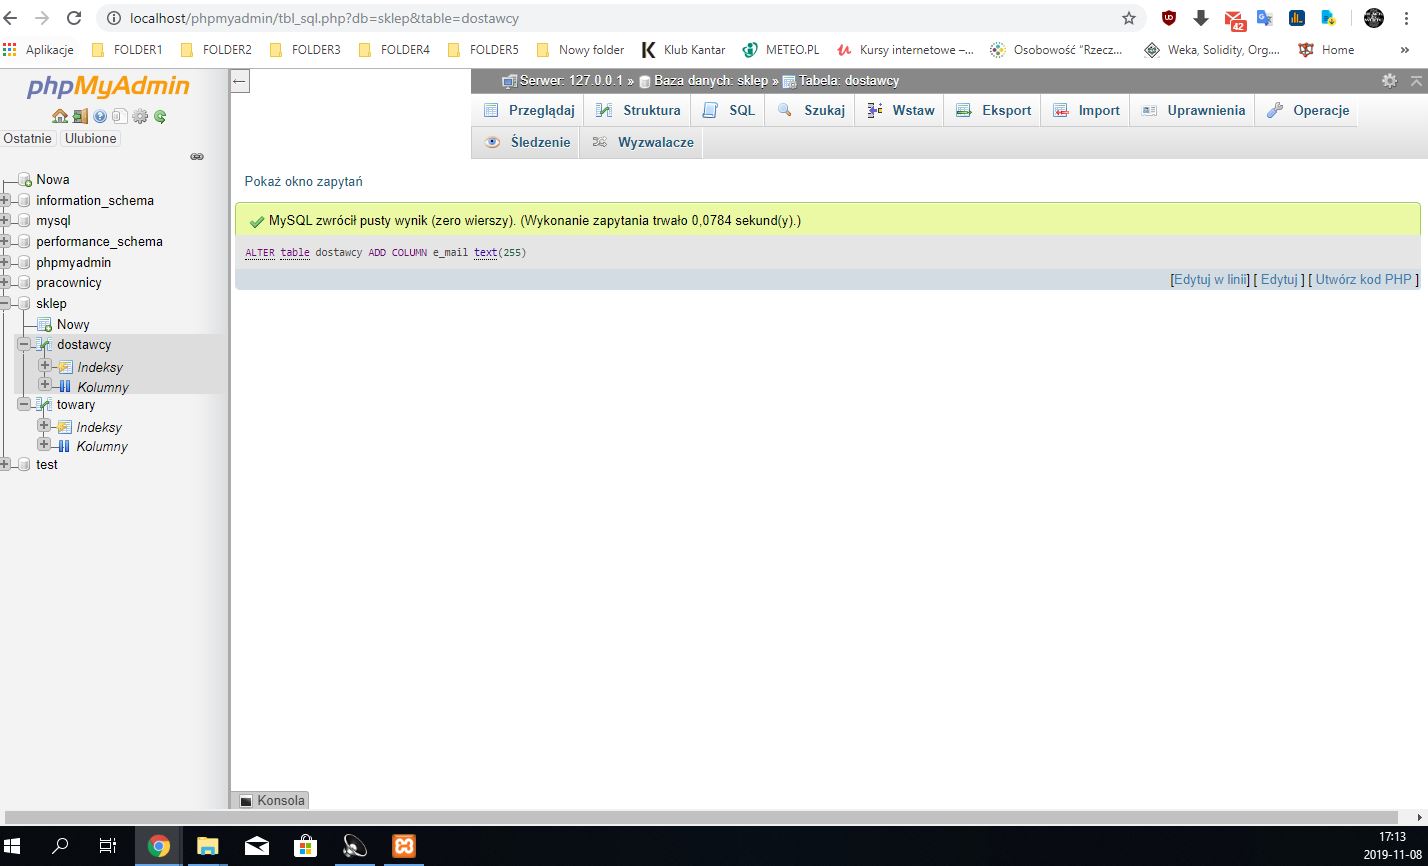 localhost/phpmyadmin/tbl_sql.php?db=sklep&table=dostawcy
42
Aplikacje FOLDER1 FOLDER2 FOLDER3 FOLDER4 FOLDER5 Nowy folder Klub Kantar METEO.PL Kursy internetowe –... Osobowość "Rzecz... Weka, Solidity, Org.... Home »
phpMyAdmin
Ostatnie Ulubione
Nowa
information_schema
mysql
performance_schema
phpmyadmin
pracownicy
sklep
Nowy
dostawcy
Indeksy
Kolumny
towary
Indeksy
Kolumny
test
Serwer: 127.0.0.1 » Baza danych: sklep » Tabela: dostawcy
Przeglądaj Struktura SQL Szukaj Wstaw Eksport Import Uprawnienia Operacje
Śledzenie Wyzwalacze
Pokaż okno zapytań
MySQL zwrócił pusty wynik (zero wierszy). (Wykonanie zapytania trwało 0,0784 sekund(y).)
ALTER table dostawcy ADD COLUMN e_mail text(255)
[Edytuj w linii] [ Edytuj ] [ Utwórz kod PHP ]
Konsola
17:13
2019-11-08